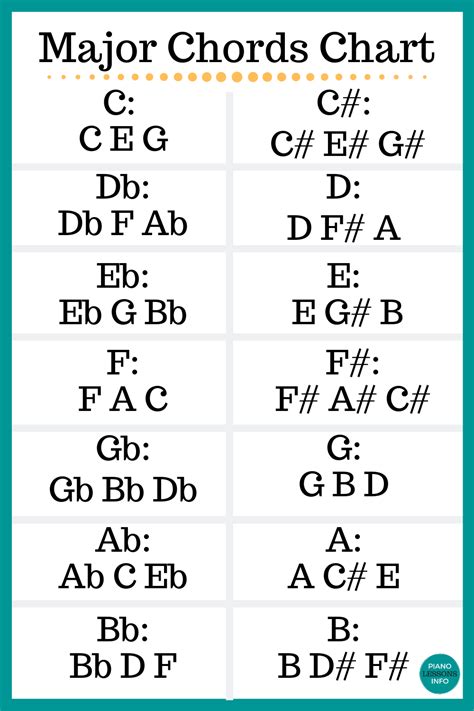 Major Chords Chart
C:
C E G
C#:
C# E# G#
Db:
Db F Ab
D:
D F# A
Eb:
Eb G Bb
E:
E G# B
F:
F A C
F#:
F# A# C#
Gb:
Gb Bb Db
G:
G B D
Ab:
Ab C Eb
A:
A C# E
Bb:
Bb D F
B:
B D# F#
PIANO
LESSONS
INFO